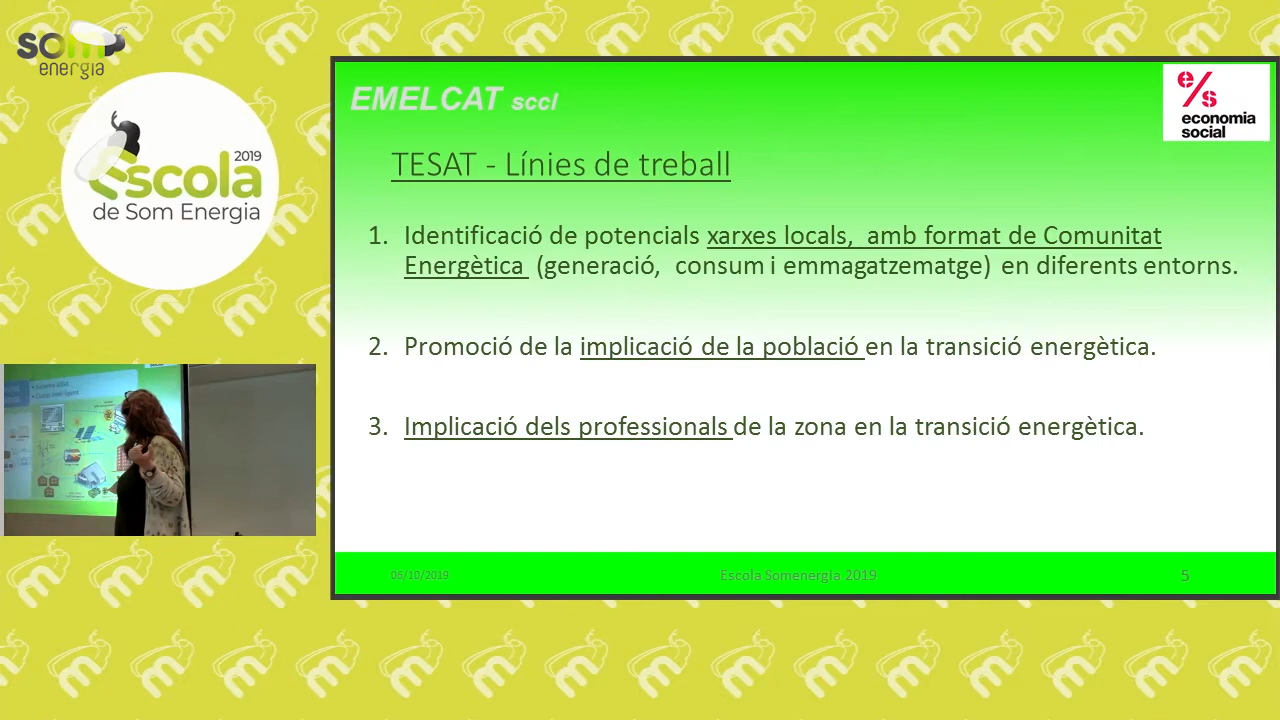 som
energia
2019
Escola
de Som Energia
EMELCAT sccl
e/s
economia
social
TESAT - Línies de treball
1. Identificació de potencials xarxes locals, amb format de Comunitat
Energètica (generació, consum i emmagatzematge) en diferents entorns.
2. Promoció de la implicació de la població en la transició energètica.
3. Implicació dels professionals de la zona en la transició energètica.
06/10/2019
Escola Somenergia 2019
5